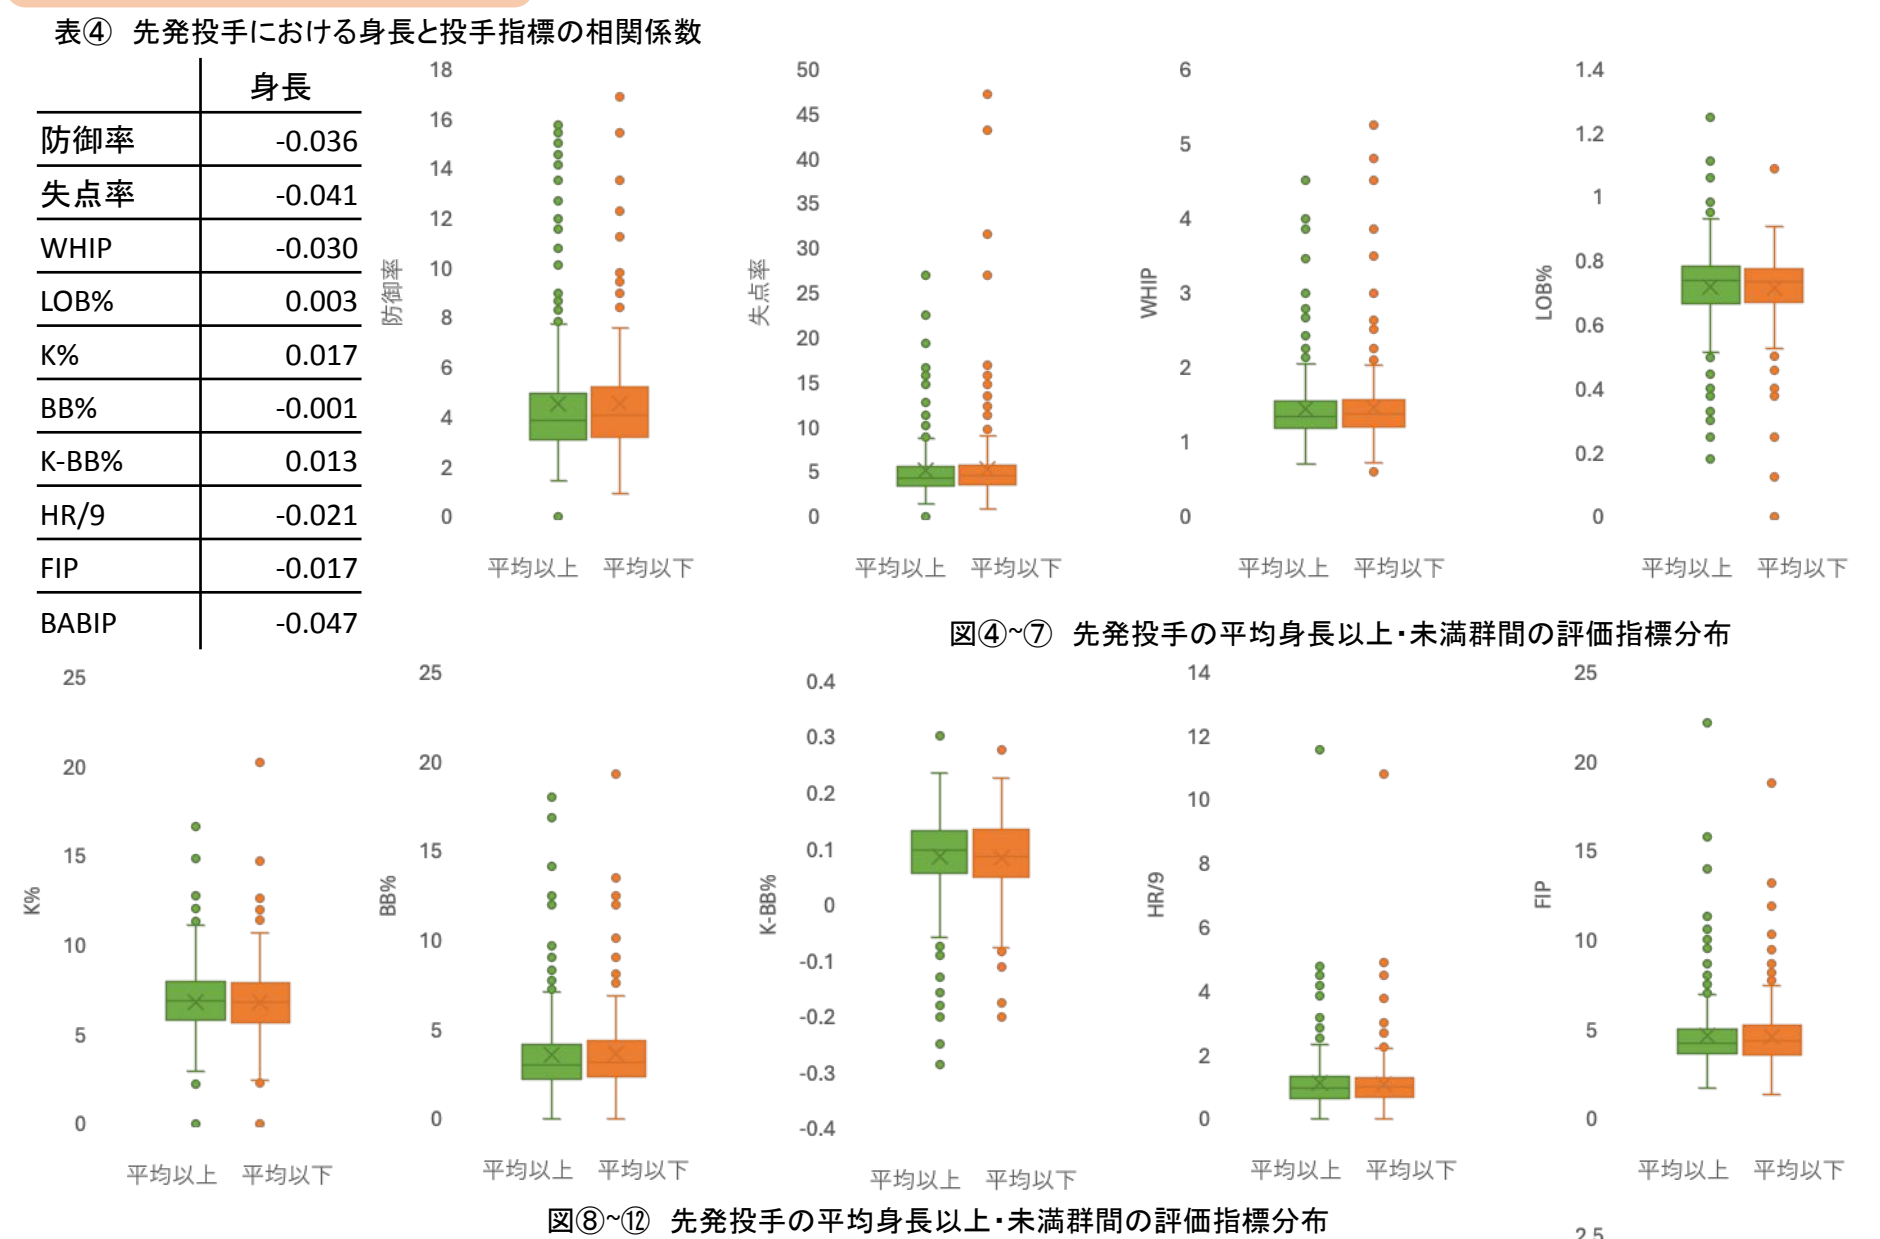 表④ 先発投手における身長と投手指標の相関係数
身長
防御率 -0.036
失点率 -0.041
WHIP -0.030
LOB% 0.003
K% 0.017
BB% -0.001
K-BB% 0.013
HR/9 -0.021
FIP -0.017
BABIP -0.047
防御率
18
16
14
12
10
8
6
4
2
0
平均以上 平均以下
失点率
50
45
40
35
30
25
20
15
10
5
0
平均以上 平均以下
WHIP
6
5
4
3
2
1
0
平均以上 平均以下
LOB%
1.4
1.2
1
0.8
0.6
0.4
0.2
0
平均以上 平均以下
図④~⑦ 先発投手の平均身長以上・未満群間の評価指標分布
K%
25
20
15
10
5
0
平均以上 平均以下
BB%
25
20
15
10
5
0
平均以上 平均以下
K-BB%
0.4
0.3
0.2
0.1
0
-0.1
-0.2
-0.3
-0.4
平均以上 平均以下
HR/9
14
12
10
8
6
4
2
0
平均以上 平均以下
FIP
25
20
15
10
5
0
平均以上 平均以下
図⑧~⑫ 先発投手の平均身長以上・未満群間の評価指標分布
2.5